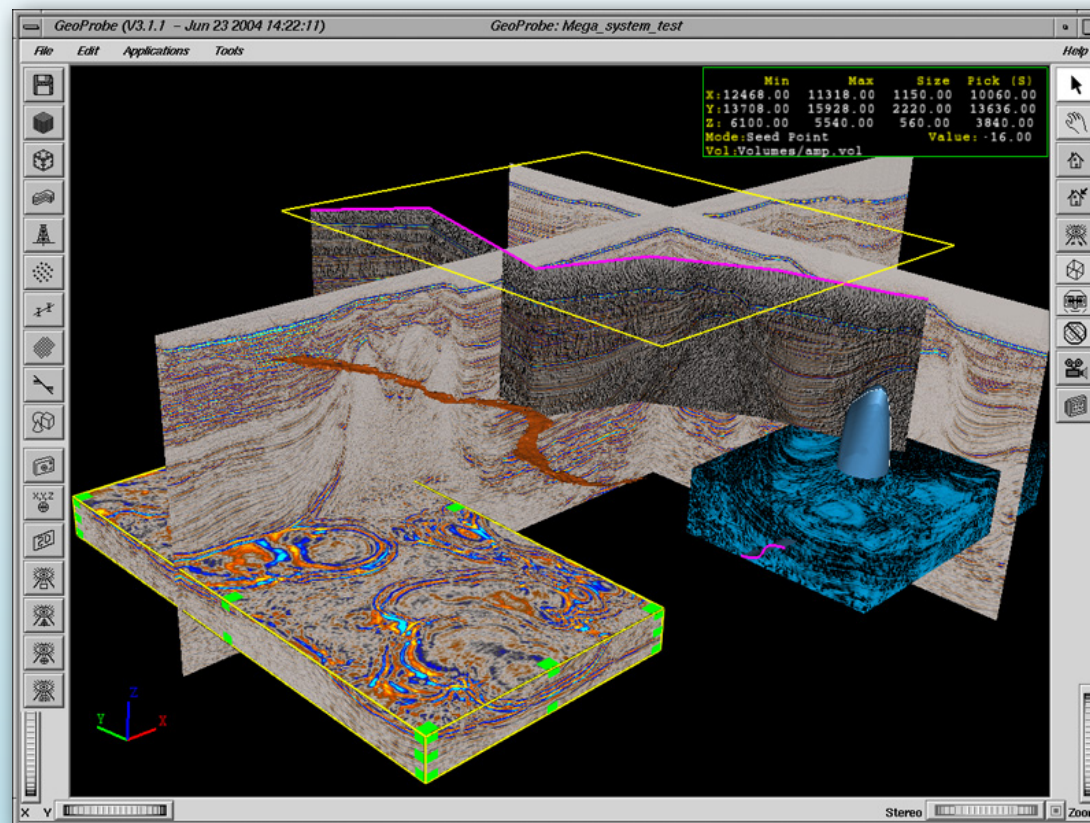 GeoProbe (V3.1.1 - Jun 23 2004 14:22:11) GeoProbe: Mega_system_test
File Edit Applications Tools Help
Min Max Size Pick (S)
X:12468.00 11318.00 1150.00 10060.00
Y:13708.00 15928.00 2220.00 13636.00
Z: 6100.00 5540.00 560.00 3840.00
Mode:Seed Point Value: -16.00
Vol:Volumes/amp.vol
X,Y,Z
2D
Z
Y X
X Y Stereo Zoom